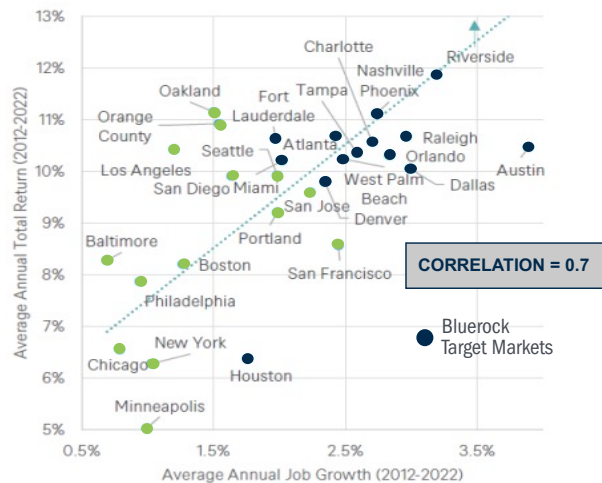 13%
12%
11%
10%
9%
8%
7%
6%
5%
Average Annual Total Return (2012-2022)
Charlotte
Riverside
Oakland
Tampa
Nashville
Phoenix
Orange
County
Fort
Lauderdale
Seattle
Atlanta
Raleigh
Orlando
Austin
Los Angeles
San Diego
Miami
West Palm
Beach
Dallas
San Jose
Denver
Portland
Baltimore
Boston
San Francisco
CORRELATION = 0.7
Philadelphia
Bluerock
Target Markets
New York
Chicago
Houston
Minneapolis
0.5%
1.5%
2.5%
3.5%
Average Annual Job Growth (2012-2022)